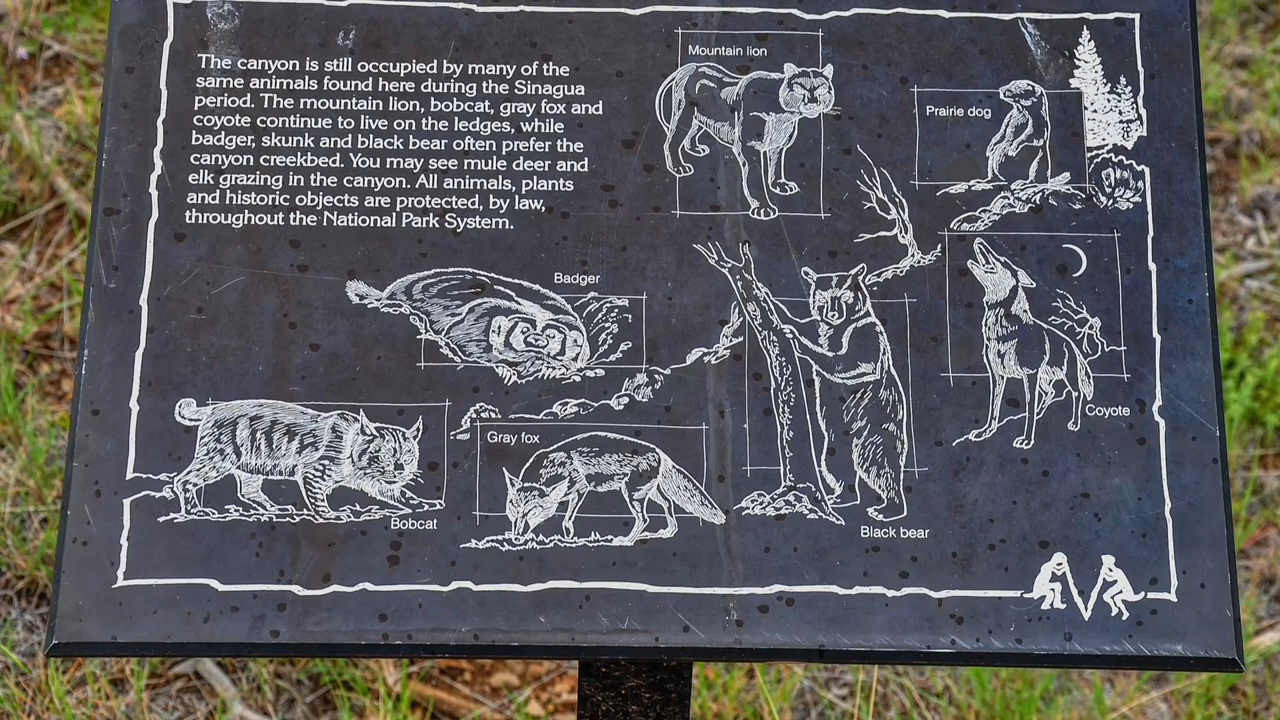 The canyon is still occupied by many of the
same animals found here during the Sinagua
period. The mountain lion, bobcat, gray fox and
coyote continue to live on the ledges, while
badger, skunk and black bear often prefer the
canyon creekbed. You may see mule deer and
elk grazing in the canyon. All animals, plants
and historic objects are protected, by law,
throughout the National Park System.
Mountain lion
Prairie dog
Badger
Coyote
Gray fox
Bobcat
Black bear